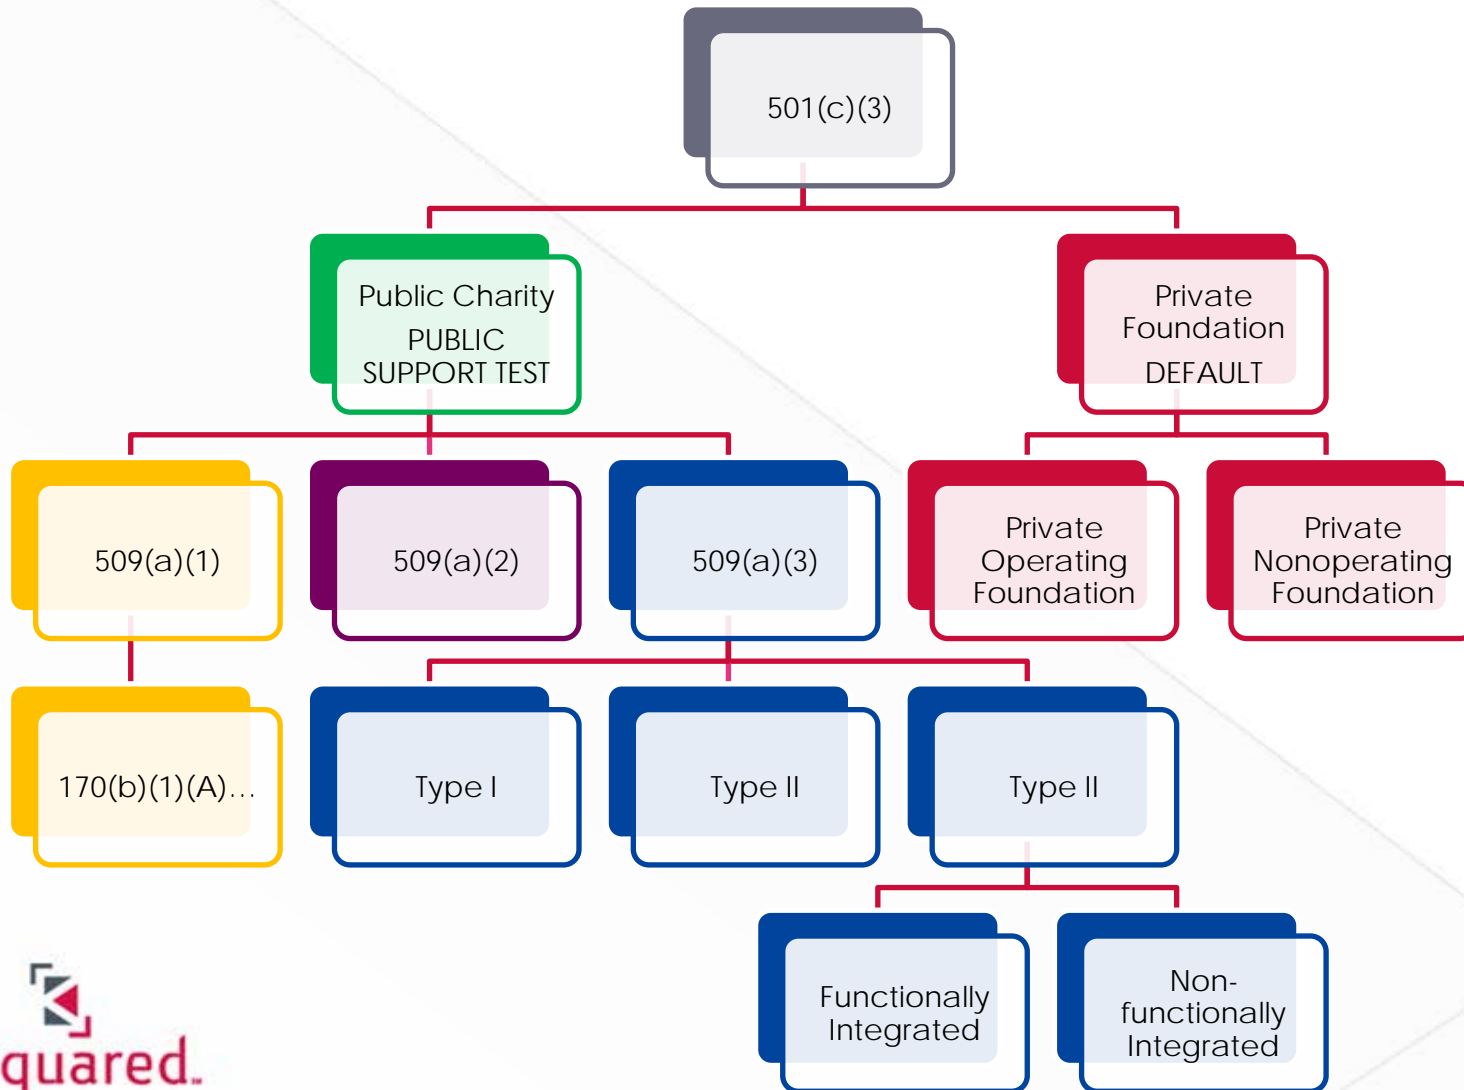 501(c)(3)
Public Charity
PUBLIC
SUPPORT TEST
Private
Foundation
DEFAULT
509(a)(1)
509(a)(2)
509(a)(3)
Private
Operating
Foundation
Private
Nonoperating
Foundation
170(b)(1)(A)...
Type I
Type II
Type II
Functionally
Integrated
Non-
functionally
Integrated
quared.